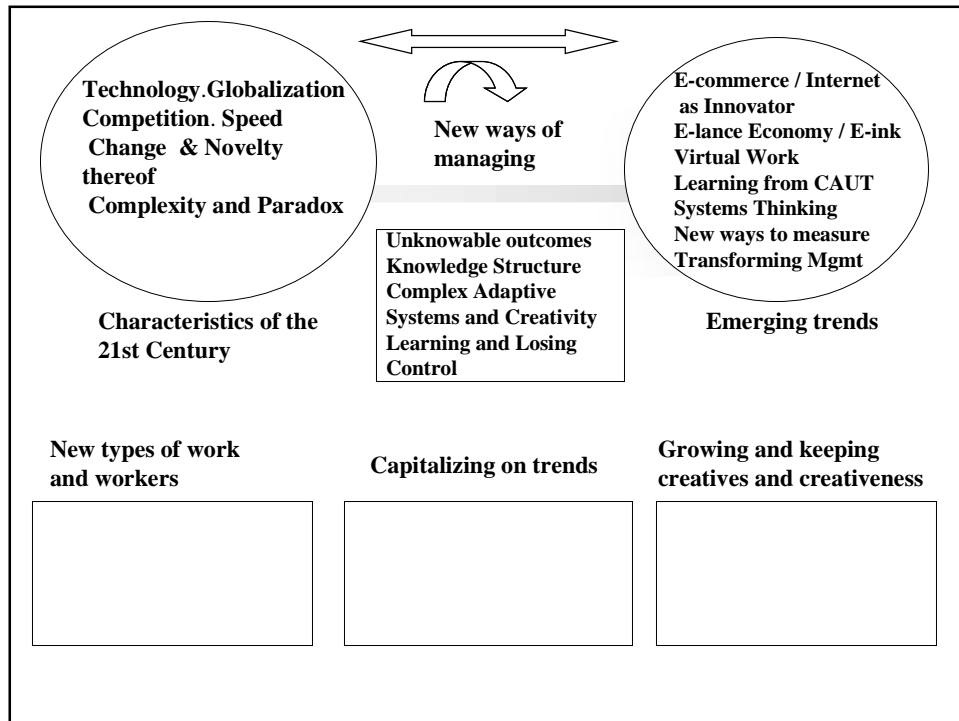 Technology.Globalization
Competition. Speed
Change & Novelty
thereof
Complexity and Paradox
Characteristics of the
21st Century
New ways of
managing
Unknowable outcomes
Knowledge Structure
Complex Adaptive
Systems and Creativity
Learning and Losing
Control
E-commerce / Internet
as Innovator
E-lance Economy / E-ink
Virtual Work
Learning from CAUT
Systems Thinking
New ways to measure
Transforming Mgmt
Emerging trends
New types of work
and workers
Capitalizing on trends
Growing and keeping
creatives and creativeness